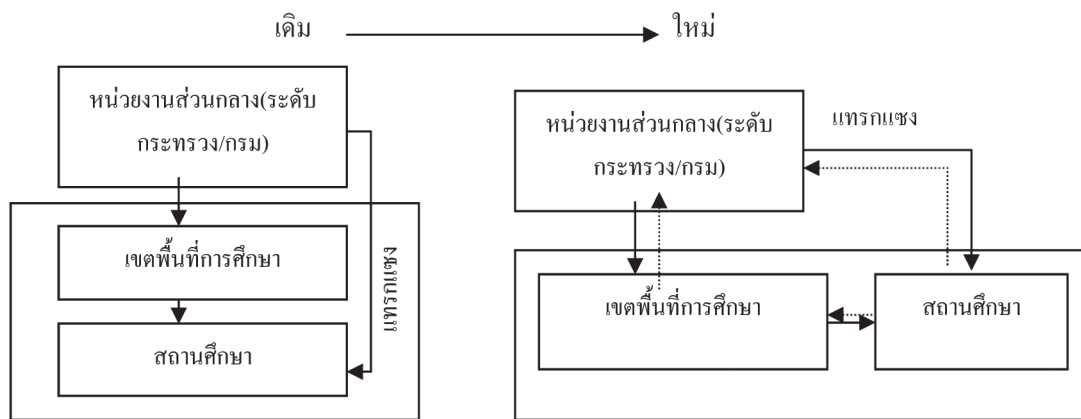 เดิม
ใหม่
หน่วยงานส่วนกลาง(ระดับ
กระทรวง/กรม)
เขตพื้นที่การศึกษา
สถานศึกษา
แทรกแซง
หน่วยงานส่วนกลาง(ระดับ
กระทรวง/กรม)
แทรกแซง
เขตพื้นที่การศึกษา
สถานศึกษา